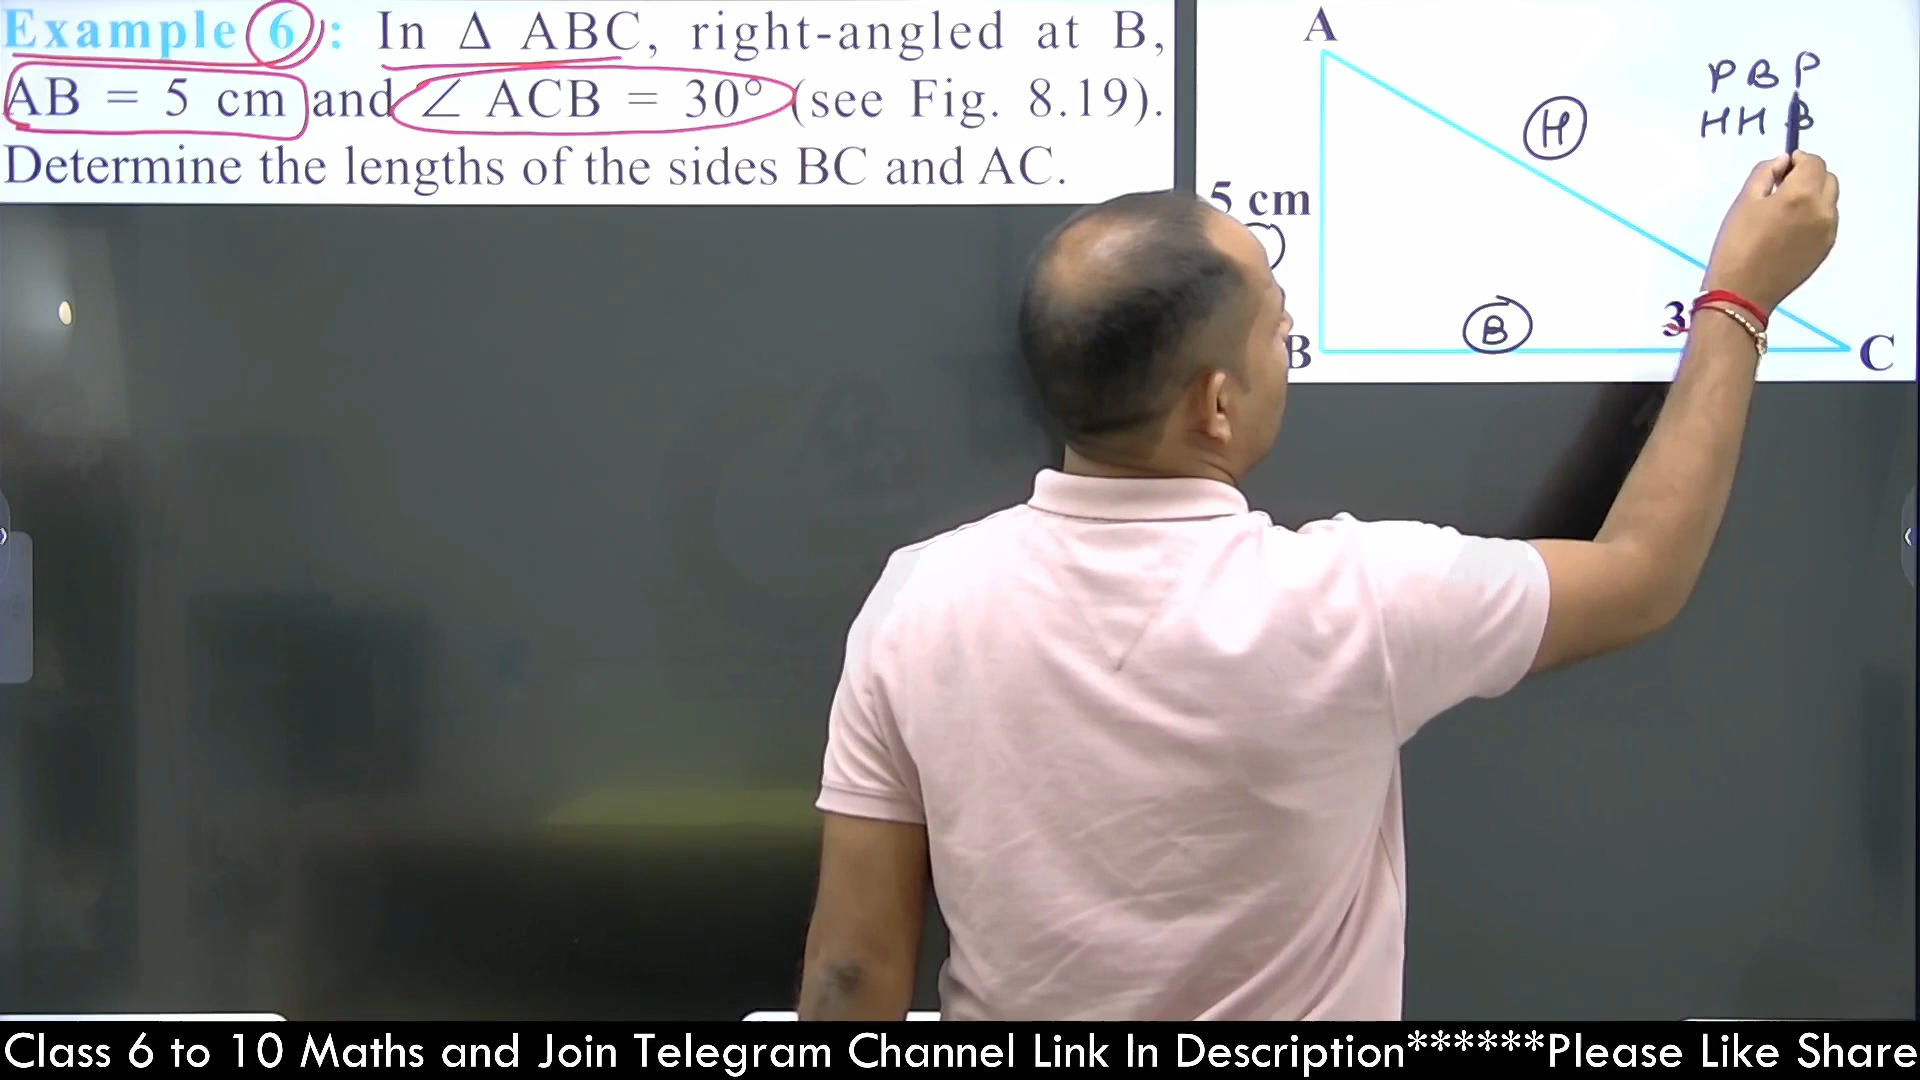 Example 6 : In Δ ABC, right-angled at B,
AB = 5 cm and ∠ ACB = 30° (see Fig. 8.19).
Determine the lengths of the sides BC and AC.
A
P B P
H H B
H
5 cm
B
B
3
C
Class 6 to 10 Maths and Join Telegram Channel Link In Description******Please Like Share